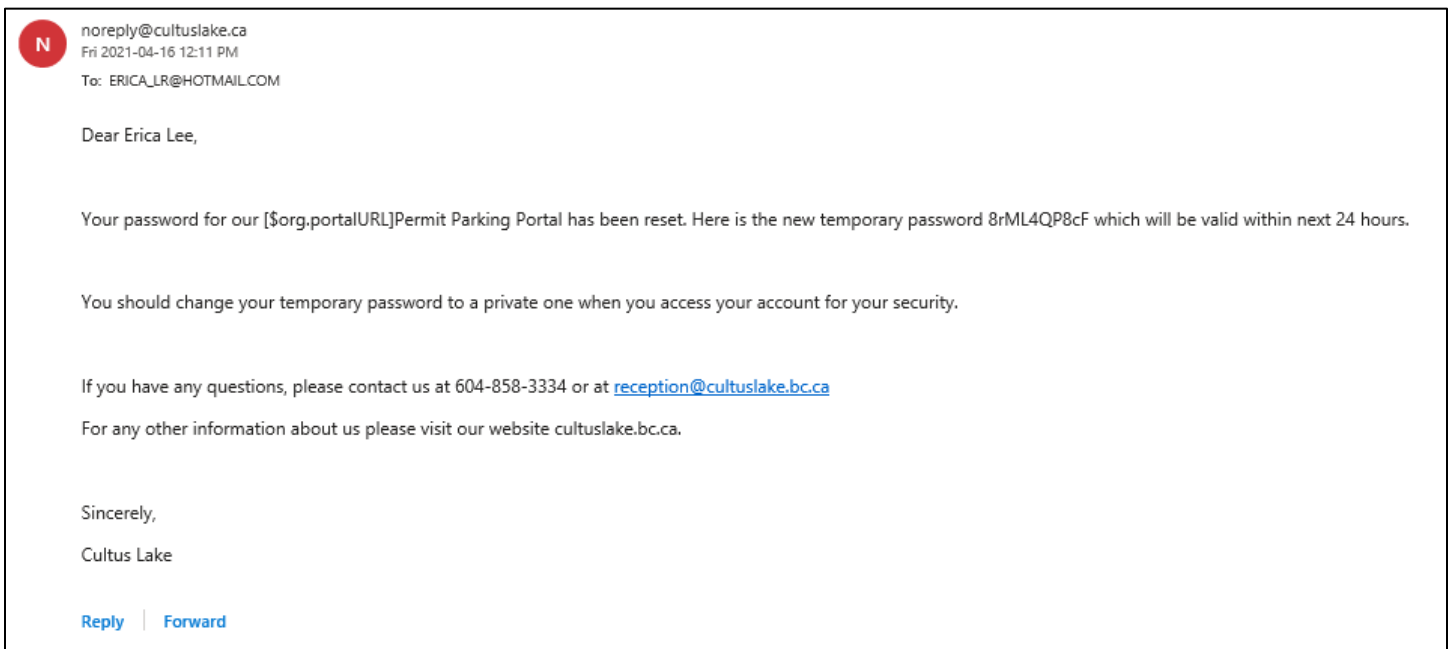 N
noreply@cultuslake.ca
Fri 2021-04-16 12:11 PM
To: ERICA_LR@HOTMAIL.COM
Dear Erica Lee,
Your password for our [$org.portalURL]Permit Parking Portal has been reset. Here is the new temporary password 8rML4QP8cF which will be valid within next 24 hours.
You should change your temporary password to a private one when you access your account for your security.
If you have any questions, please contact us at 604-858-3334 or at reception@cultuslake.bc.ca
For any other information about us please visit our website cultuslake.bc.ca.
Sincerely,
Cultus Lake
Reply | Forward